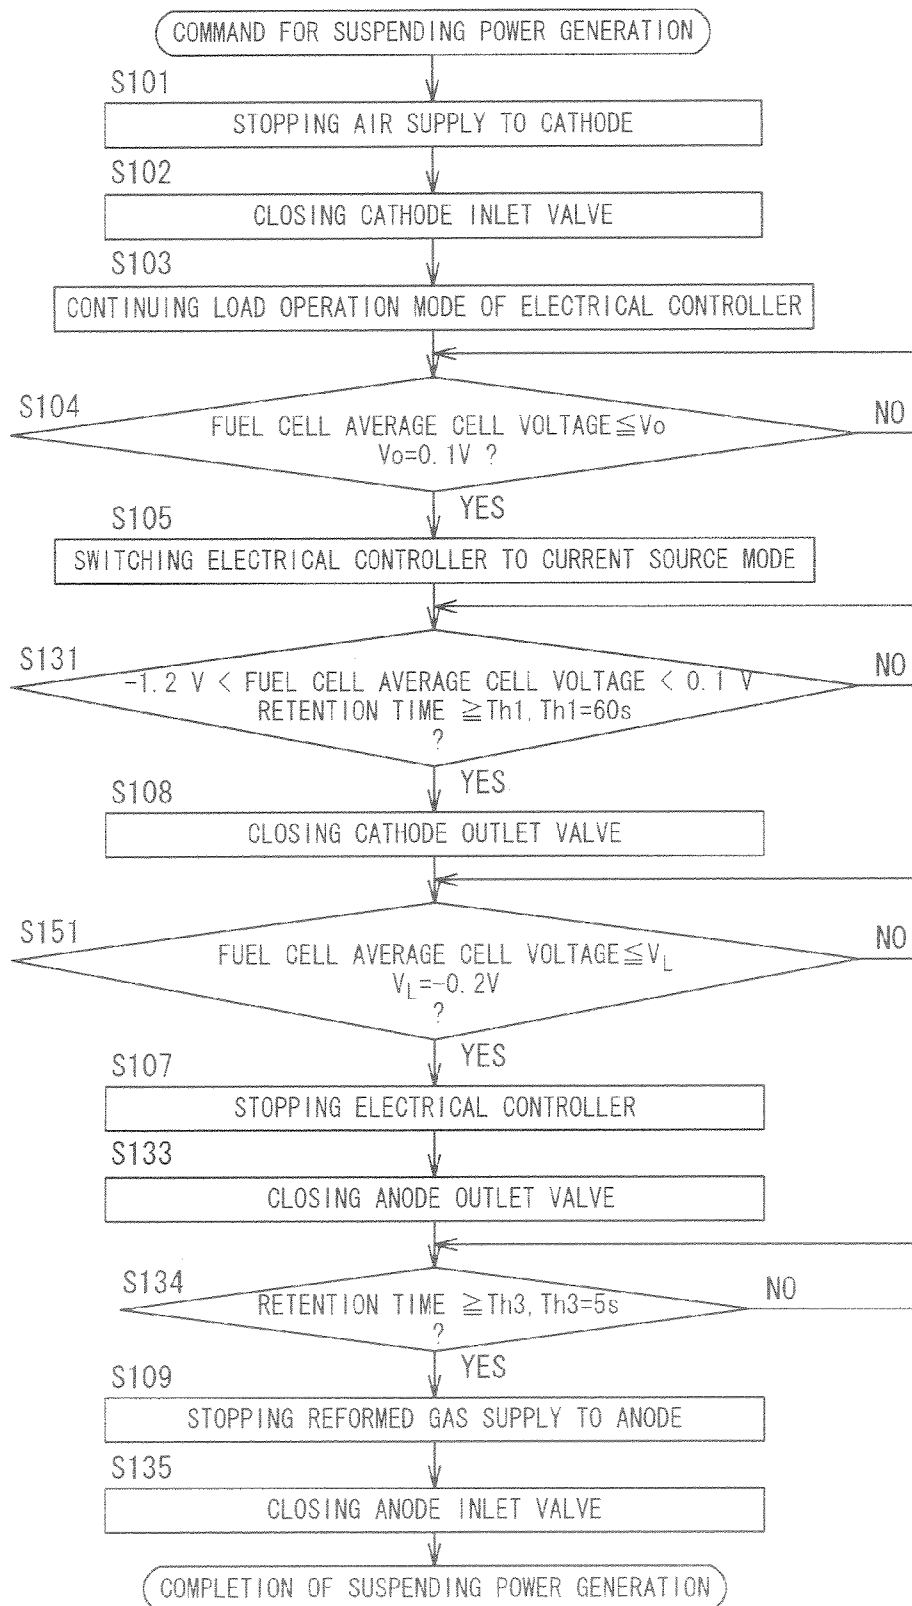 COMMAND FOR SUSPENDING POWER GENERATION
S101
STOPPING AIR SUPPLY TO CATHODE
S102
CLOSING CATHODE INLET VALVE
S103
CONTINUING LOAD OPERATION MODE OF ELECTRICAL CONTROLLER
S104
FUEL CELL AVERAGE CELL VOLTAGE≦Vo
Vo=0.1V ?
NO
YES
S105
SWITCHING ELECTRICAL CONTROLLER TO CURRENT SOURCE MODE
S131
-1.2 V < FUEL CELL AVERAGE CELL VOLTAGE < 0.1 V
RETENTION TIME ≧Th1, Th1=60s
?
NO
YES
S108
CLOSING CATHODE OUTLET VALVE
S151
FUEL CELL AVERAGE CELL VOLTAGE≦VL
VL=-0.2V
?
NO
YES
S107
STOPPING ELECTRICAL CONTROLLER
S133
CLOSING ANODE OUTLET VALVE
S134
RETENTION TIME ≧Th3, Th3=5s
?
NO
YES
S109
STOPPING REFORMED GAS SUPPLY TO ANODE
S135
CLOSING ANODE INLET VALVE
COMPLETION OF SUSPENDING POWER GENERATION